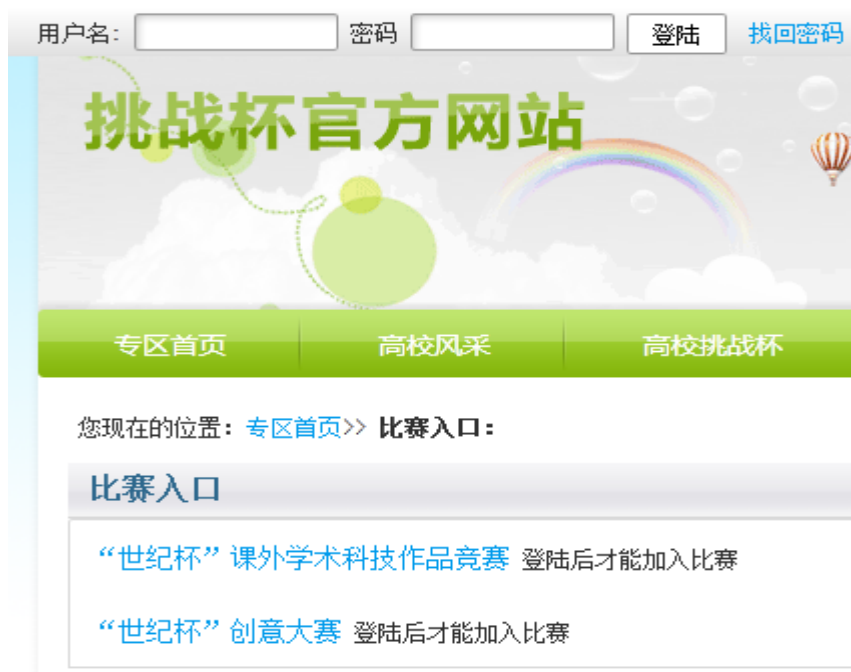 用户名: 密码 登陆 找回密码
挑战杯官方网站
专区首页 高校风采 高校挑战杯
您现在的位置：专区首页>> 比赛入口：
比赛入口
“世纪杯”课外学术科技作品竞赛 登陆后才能加入比赛
“世纪杯”创意大赛 登陆后才能加入比赛